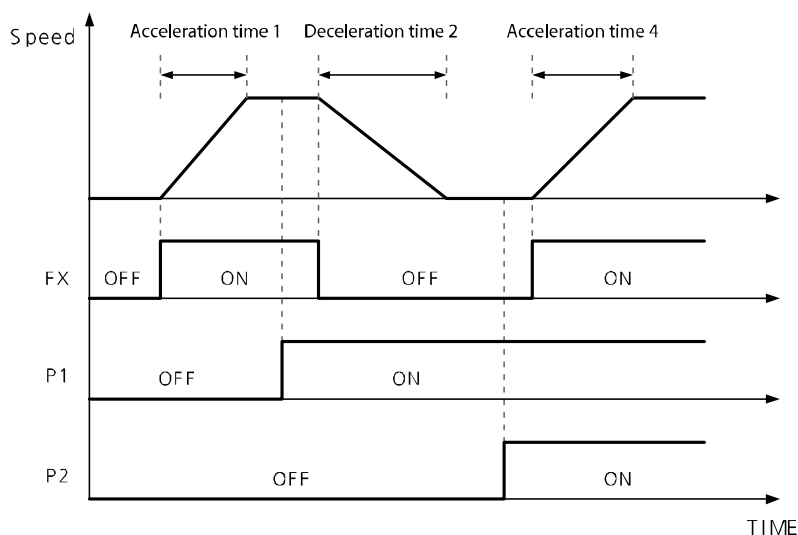 Speed
Acceleration time 1
Deceleration time 2
Acceleration time 4
FX
OFF
ON
OFF
ON
P1
OFF
ON
P2
OFF
ON
TIME